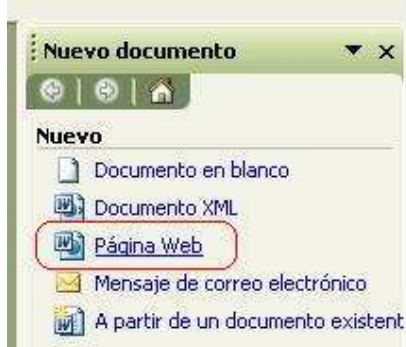 Nuevo documento
Nuevo
Documento en blanco
Documento XML
Página Web
Mensaje de correo electrónico
A partir de un documento existent